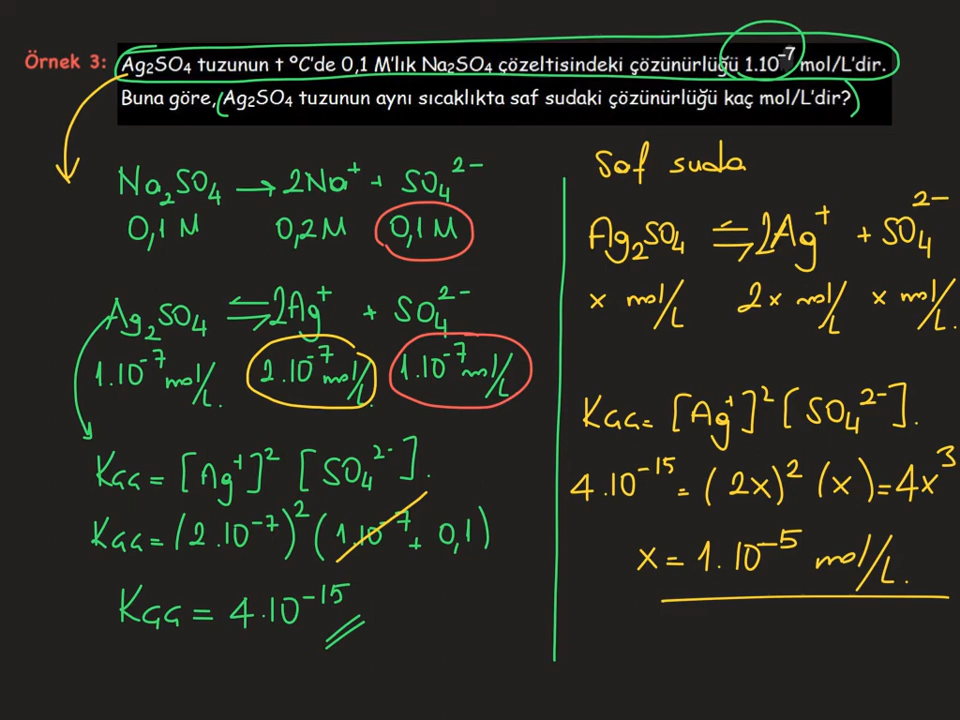 Örnek 3: Ag₂SO₄ tuzunun t °C'de 0,1 M'lık Na₂SO₄ çözeltisindeki çözünürlüğü 1.10⁻⁷ mol/L'dir.
Buna göre, Ag₂SO₄ tuzunun aynı sıcaklıkta saf sudaki çözünürlüğü kaç mol/L'dir?
Na₂SO₄ → 2Na⁺ + SO₄²⁻
0,1 M 0,2 M 0,1 M
Ag₂SO₄ ⇌ 2Ag⁺ + SO₄²⁻
1.10⁻⁷ mol/L. 2.10⁻⁷ mol/L. 1.10⁻⁷ mol/L
KGG = [Ag⁺]² [SO₄²⁻].
KGG = (2.10⁻⁷)² (1.10⁻⁷ + 0,1)
KGG = 4.10⁻¹⁵
Saf suda
Ag₂SO₄ ⇌ 2Ag⁺ + SO₄²⁻
x mol/L 2x mol/L x mol/L.
KGG = [Ag⁺]² [SO₄²⁻].
4.10⁻¹⁵ = (2x)² (x) = 4x³
x = 1.10⁻⁵ mol/L.